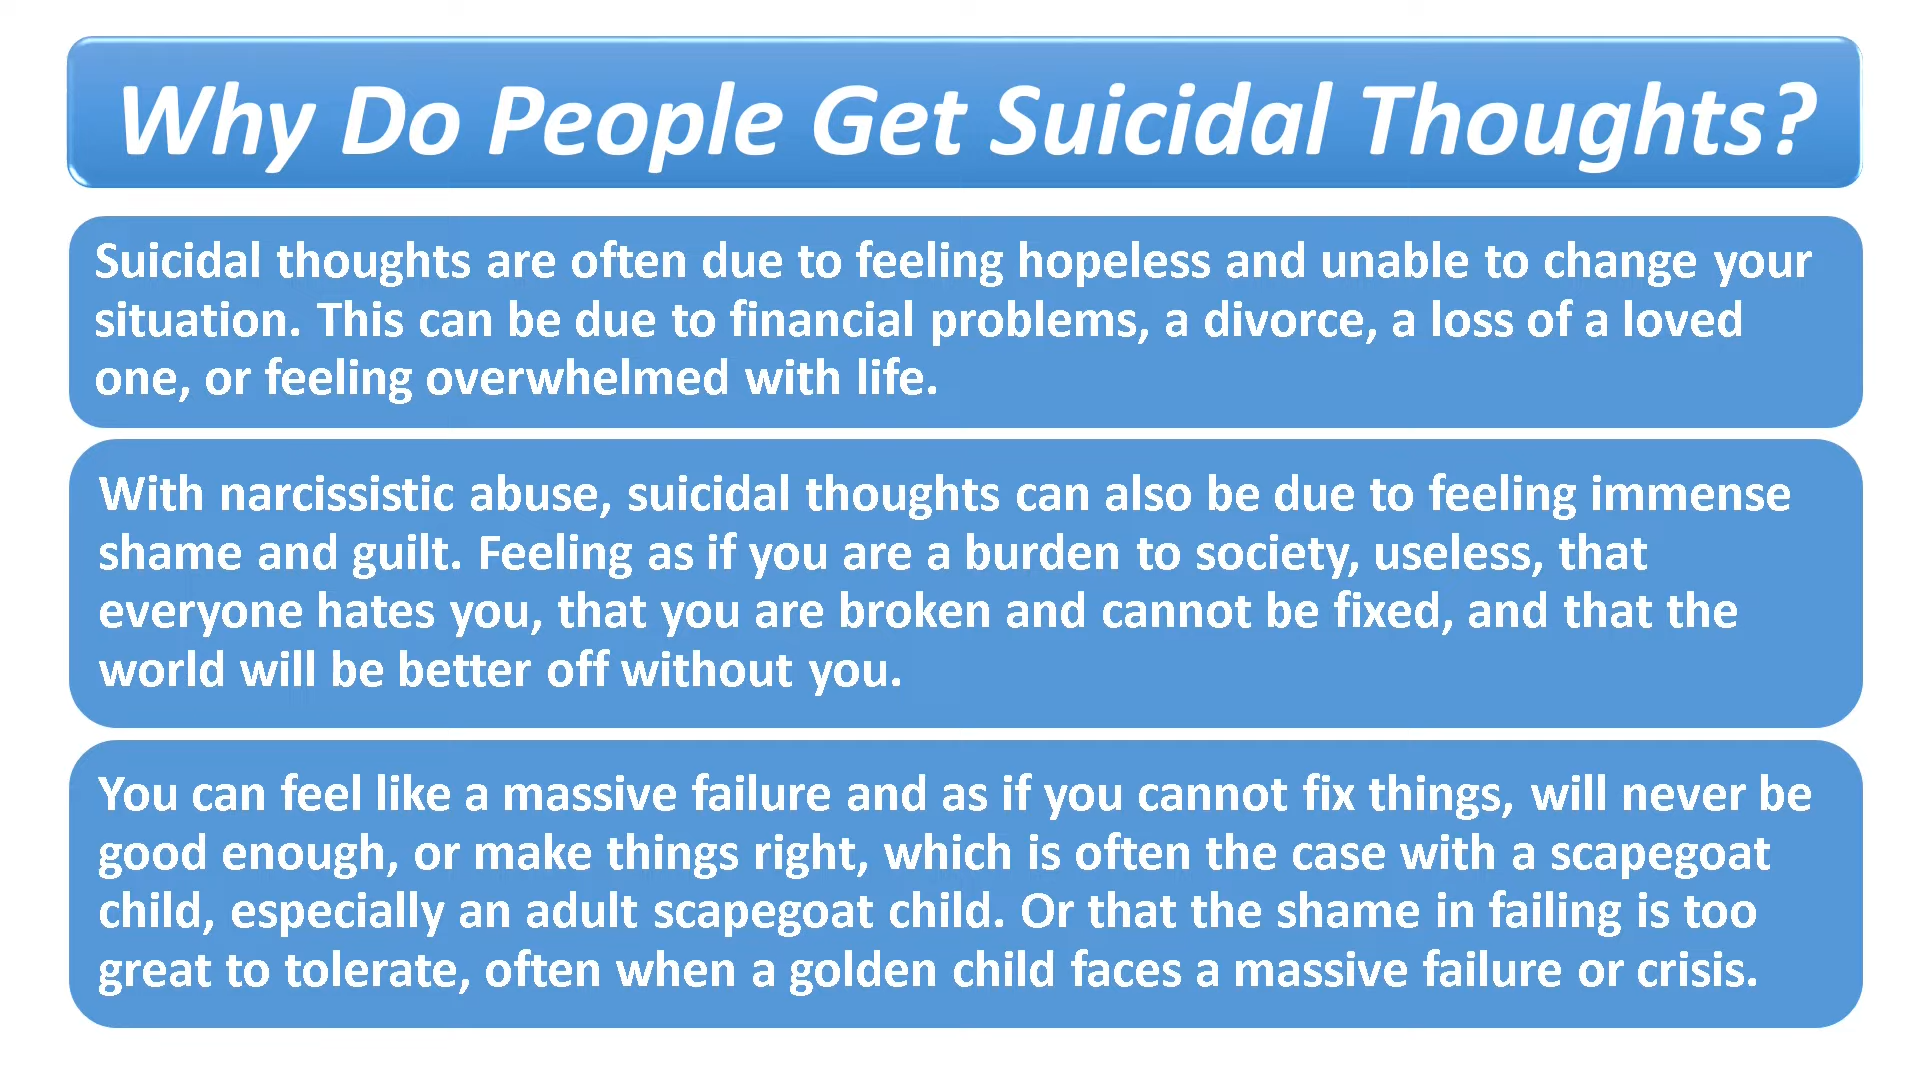 Why Do People Get Suicidal Thoughts?
Suicidal thoughts are often due to feeling hopeless and unable to change your
situation. This can be due to financial problems, a divorce, a loss of a loved
one, or feeling overwhelmed with life.
With narcissistic abuse, suicidal thoughts can also be due to feeling immense
shame and guilt. Feeling as if you are a burden to society, useless, that
everyone hates you, that you are broken and cannot be fixed, and that the
world will be better off without you.
You can feel like a massive failure and as if you cannot fix things, will never be
good enough, or make things right, which is often the case with a scapegoat
child, especially an adult scapegoat child. Or that the shame in failing is too
great to tolerate, often when a golden child faces a massive failure or crisis.